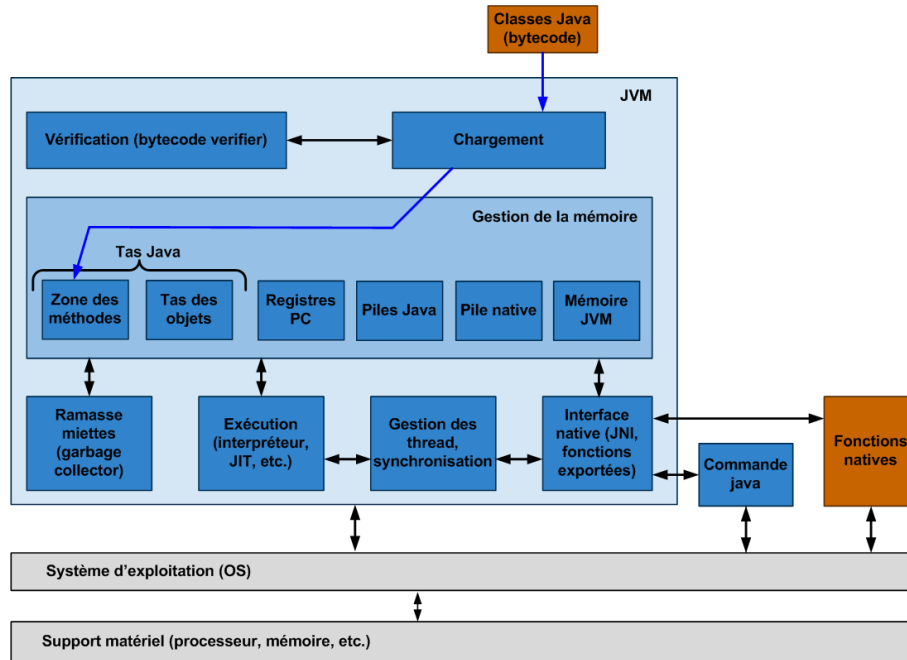 Classes Java
(bytecode)
JVM
Vérification (bytecode verifier)
Chargement
Gestion de la mémoire
Tas Java
Zone des
méthodes
Tas des
objets
Registres
PC
Piles Java
Pile native
Mémoire
JVM
Ramasse
miettes
(garbage
collector)
Exécution
(interpréteur,
JIT, etc.)
Gestion des
thread,
synchronisation
Interface
native (JNI,
fonctions
exportées)
Commande
java
Fonctions
natives
Système d'exploitation (OS)
Support matériel (processeur, mémoire, etc.)